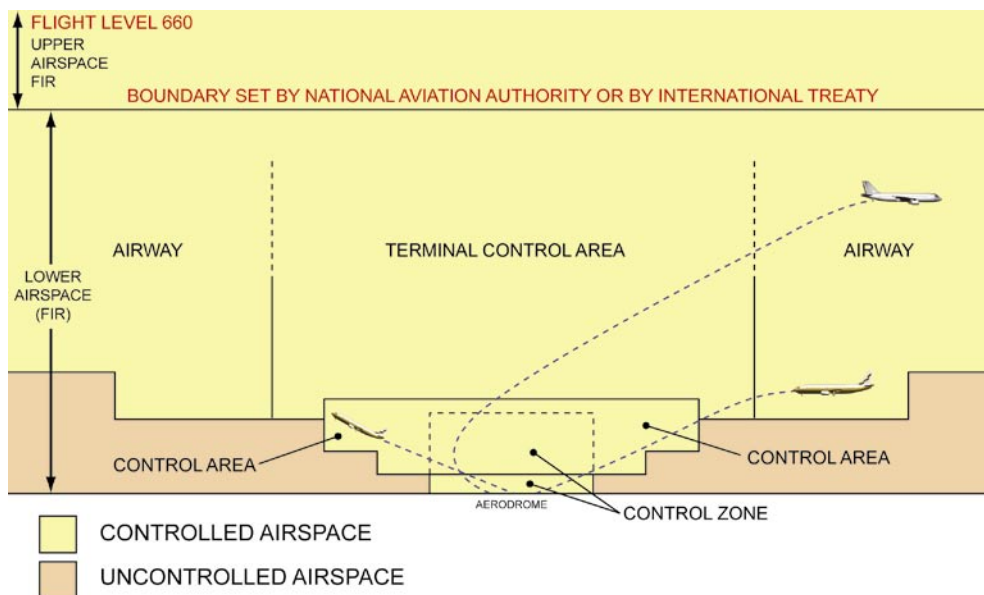 FLIGHT LEVEL 660
UPPER
AIRSPACE
FIR
BOUNDARY SET BY NATIONAL AVIATION AUTHORITY OR BY INTERNATIONAL TREATY
AIRWAY
TERMINAL CONTROL AREA
AIRWAY
LOWER
AIRSPACE
(FIR)
CONTROL AREA
CONTROL AREA
AERODROME
CONTROL ZONE
CONTROLLED AIRSPACE
UNCONTROLLED AIRSPACE